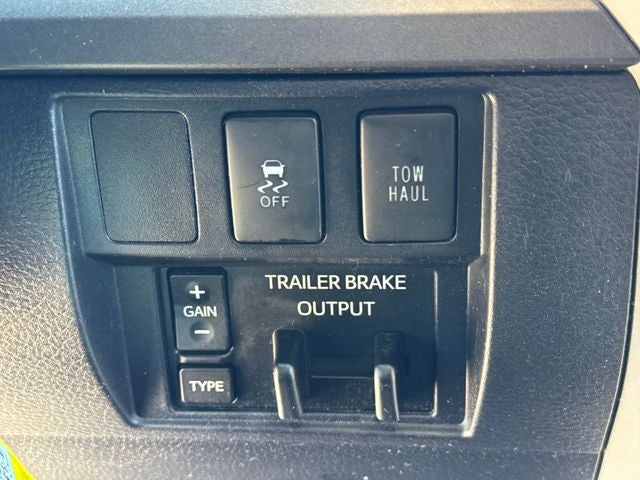 OFF
TOW
HAUL
TRAILER BRAKE
OUTPUT
+
GAIN
−
TYPE